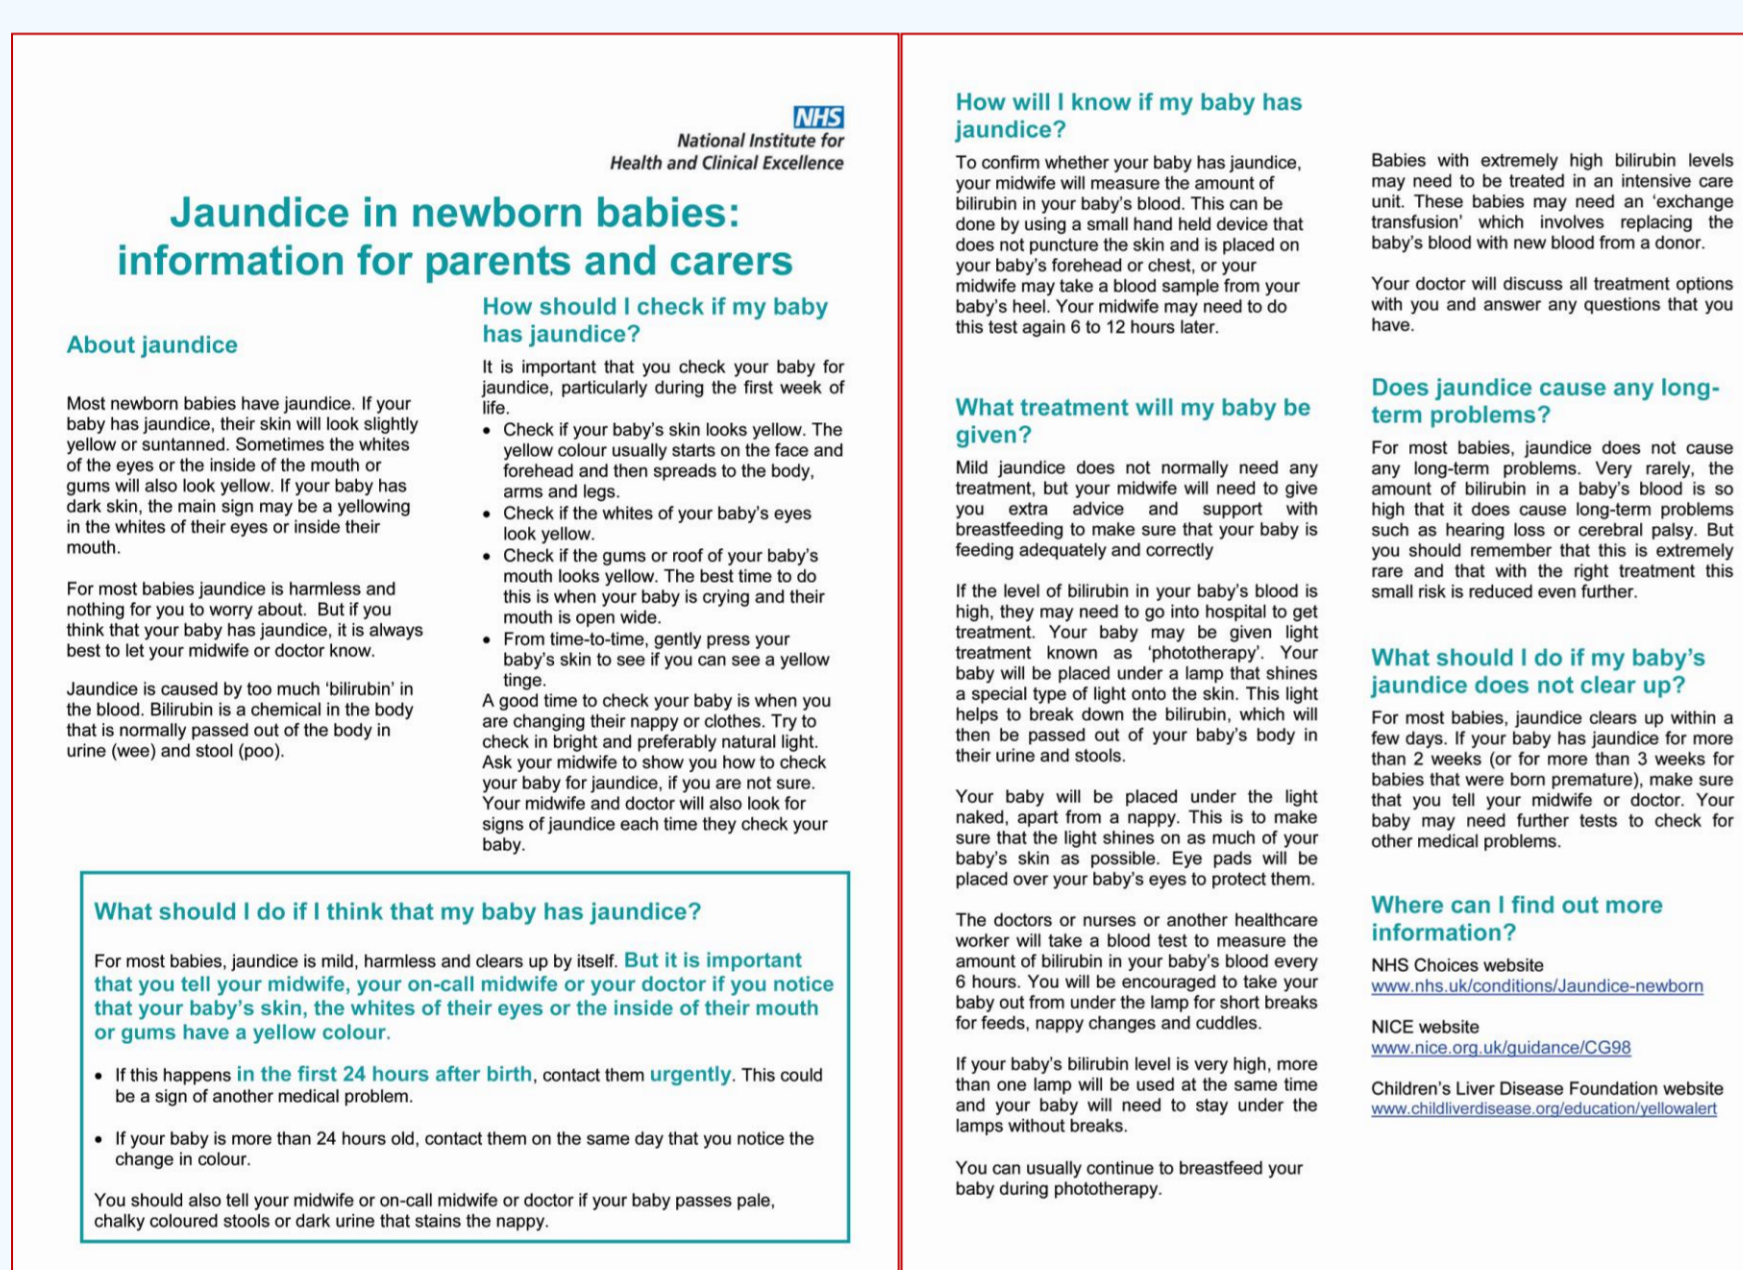 NHS
National Institute for
Health and Clinical Excellence
Jaundice in newborn babies:
information for parents and carers
About jaundice
Most newborn babies have jaundice. If your
baby has jaundice, their skin will look slightly
yellow or suntanned. Sometimes the whites
of the eyes or the inside of the mouth or
gums will also look yellow. If your baby has
dark skin, the main sign may be a yellowing
in the whites of their eyes or inside their
mouth.
For most babies jaundice is harmless and
nothing for you to worry about. But if you
think that your baby has jaundice, it is always
best to let your midwife or doctor know.
Jaundice is caused by too much 'bilirubin' in
the blood. Bilirubin is a chemical in the body
that is normally passed out of the body in
urine (wee) and stool (poo).
How should I check if my baby
has jaundice?
It is important that you check your baby for
jaundice, particularly during the first week of
life.
• Check if your baby's skin looks yellow. The
yellow colour usually starts on the face and
forehead and then spreads to the body,
arms and legs.
• Check if the whites of your baby's eyes
look yellow.
• Check if the gums or roof of your baby's
mouth looks yellow. The best time to do
this is when your baby is crying and their
mouth is open wide.
• From time-to-time, gently press your
baby's skin to see if you can see a yellow
tinge.
A good time to check your baby is when you
are changing their nappy or clothes. Try to
check in bright and preferably natural light.
Ask your midwife to show you how to check
your baby for jaundice, if you are not sure.
Your midwife and doctor will also look for
signs of jaundice each time they check your
baby.
What should I do if I think that my baby has jaundice?
For most babies, jaundice is mild, harmless and clears up by itself. But it is important
that you tell your midwife, your on-call midwife or your doctor if you notice
that your baby's skin, the whites of their eyes or the inside of their mouth
or gums have a yellow colour.
• If this happens in the first 24 hours after birth, contact them urgently. This could
be a sign of another medical problem.
• If your baby is more than 24 hours old, contact them on the same day that you notice the
change in colour.
You should also tell your midwife or on-call midwife or doctor if your baby passes pale,
chalky coloured stools or dark urine that stains the nappy.
How will I know if my baby has
jaundice?
To confirm whether your baby has jaundice,
your midwife will measure the amount of
bilirubin in your baby's blood. This can be
done by using a small hand held device that
does not puncture the skin and is placed on
your baby's forehead or chest, or your
midwife may take a blood sample from your
baby's heel. Your midwife may need to do
this test again 6 to 12 hours later.
What treatment will my baby be
given?
Mild jaundice does not normally need any
treatment, but your midwife will need to give
you extra advice and support with
breastfeeding to make sure that your baby is
feeding adequately and correctly
If the level of bilirubin in your baby's blood is
high, they may need to go into hospital to get
treatment. Your baby may be given light
treatment known as 'phototherapy'. Your
baby will be placed under a lamp that shines
a special type of light onto the skin. This light
helps to break down the bilirubin, which will
then be passed out of your baby's body in
their urine and stools.
Your baby will be placed under the light
naked, apart from a nappy. This is to make
sure that the light shines on as much of your
baby's skin as possible. Eye pads will be
placed over your baby's eyes to protect them.
The doctors or nurses or another healthcare
worker will take a blood test to measure the
amount of bilirubin in your baby's blood every
6 hours. You will be encouraged to take your
baby out from under the lamp for short breaks
for feeds, nappy changes and cuddles.
If your baby's bilirubin level is very high, more
than one lamp will be used at the same time
and your baby will need to stay under the
lamps without breaks.
You can usually continue to breastfeed your
baby during phototherapy.
Babies with extremely high bilirubin levels
may need to be treated in an intensive care
unit. These babies may need an 'exchange
transfusion' which involves replacing the
baby's blood with new blood from a donor.
Your doctor will discuss all treatment options
with you and answer any questions that you
have.
Does jaundice cause any long-
term problems?
For most babies, jaundice does not cause
any long-term problems. Very rarely, the
amount of bilirubin in a baby's blood is so
high that it does cause long-term problems
such as hearing loss or cerebral palsy. But
you should remember that this is extremely
rare and that with the right treatment this
small risk is reduced even further.
What should I do if my baby's
jaundice does not clear up?
For most babies, jaundice clears up within a
few days. If your baby has jaundice for more
than 2 weeks (or for more than 3 weeks for
babies that were born premature), make sure
that you tell your midwife or doctor. Your
baby may need further tests to check for
other medical problems.
Where can I find out more
information?
NHS Choices website
www.nhs.uk/conditions/Jaundice-newborn
NICE website
www.nice.org.uk/guidance/CG98
Children's Liver Disease Foundation website
www.childliverdisease.org/education/yellowalert